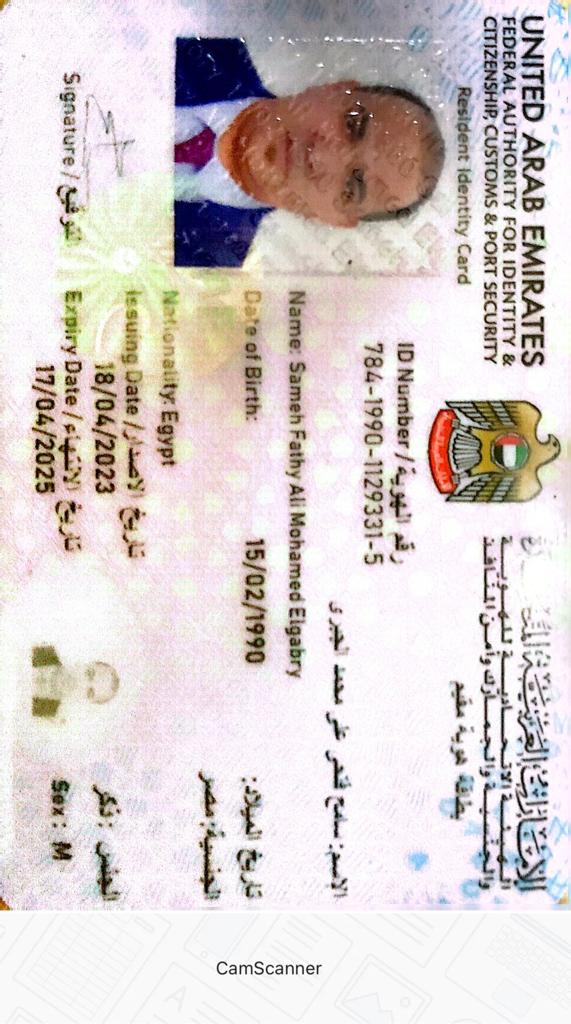 UNITED ARAB EMIRATES
FEDERAL AUTHORITY FOR IDENTITY &
CITIZENSHIP, CUSTOMS & PORT SECURITY
Resident Identity Card
الإمارات العربية
الهيئة الاتحادية للهوية
والجنسية والجمارك وأمن المنافذ
بطاقة هوية مقيم
ID Number / رقم الهوية
784-1990-1129331-5
الاسم: سامح فتحى على محمد الجبرى
Name: Sameh Fathy Ali Mohamed Elgabry
Date of Birth: 15/02/1990 تاريخ الميلاد:
Nationality: Egypt الجنسية: مصر
Issuing Date / تاريخ الإصدار
18/04/2023
Expiry Date / تاريخ الانتهاء
17/04/2025
الجنس: ذكر
Sex: M
Signature / التوقيع
CamScanner